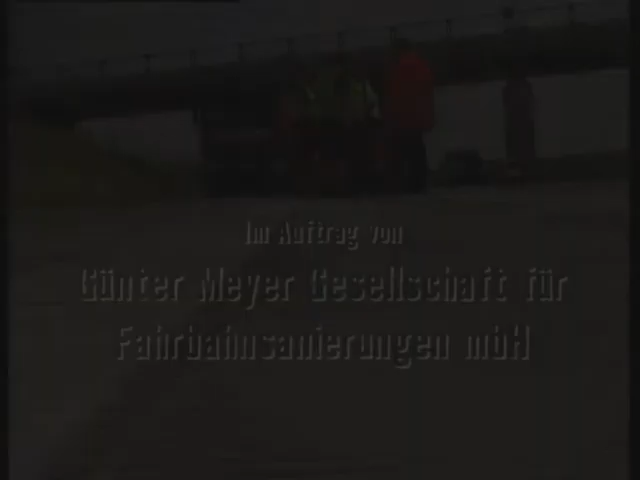 Im Auftrag von
Günter Meyer Gesellschaft für
Fahrbahnsanierungen mbH